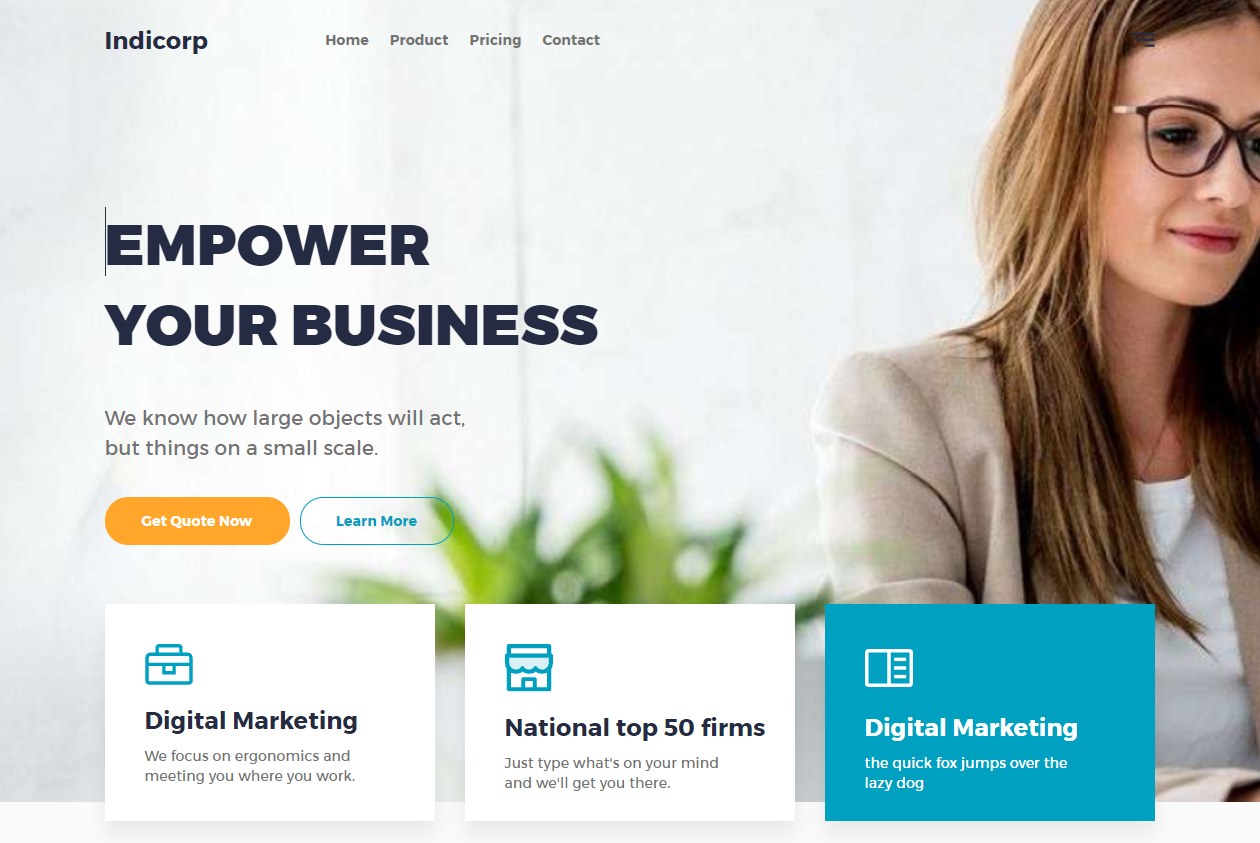 Indicorp
Home Product Pricing Contact
EMPOWER
YOUR BUSINESS
We know how large objects will act,
but things on a small scale.
Get Quote Now
Learn More
Digital Marketing
We focus on ergonomics and
meeting you where you work.
National top 50 firms
Just type what's on your mind
and we'll get you there.
Digital Marketing
the quick fox jumps over the
lazy dog